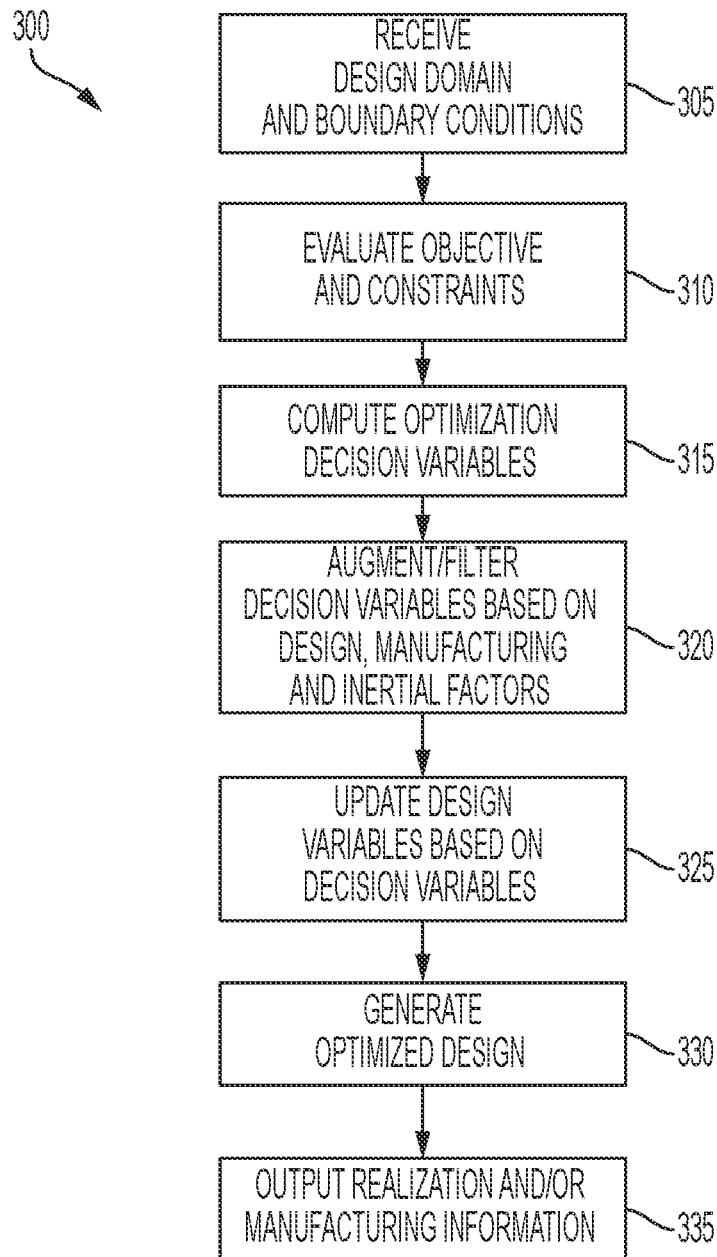 300
RECEIVE
DESIGN DOMAIN
AND BOUNDARY CONDITIONS
305
EVALUATE OBJECTIVE
AND CONSTRAINTS
310
COMPUTE OPTIMIZATION
DECISION VARIABLES
315
AUGMENT/FILTER
DECISION VARIABLES BASED ON
DESIGN, MANUFACTURING
AND INERTIAL FACTORS
320
UPDATE DESIGN
VARIABLES BASED ON
DECISION VARIABLES
325
GENERATE
OPTIMIZED DESIGN
330
OUTPUT REALIZATION AND/OR
MANUFACTURING INFORMATION
335